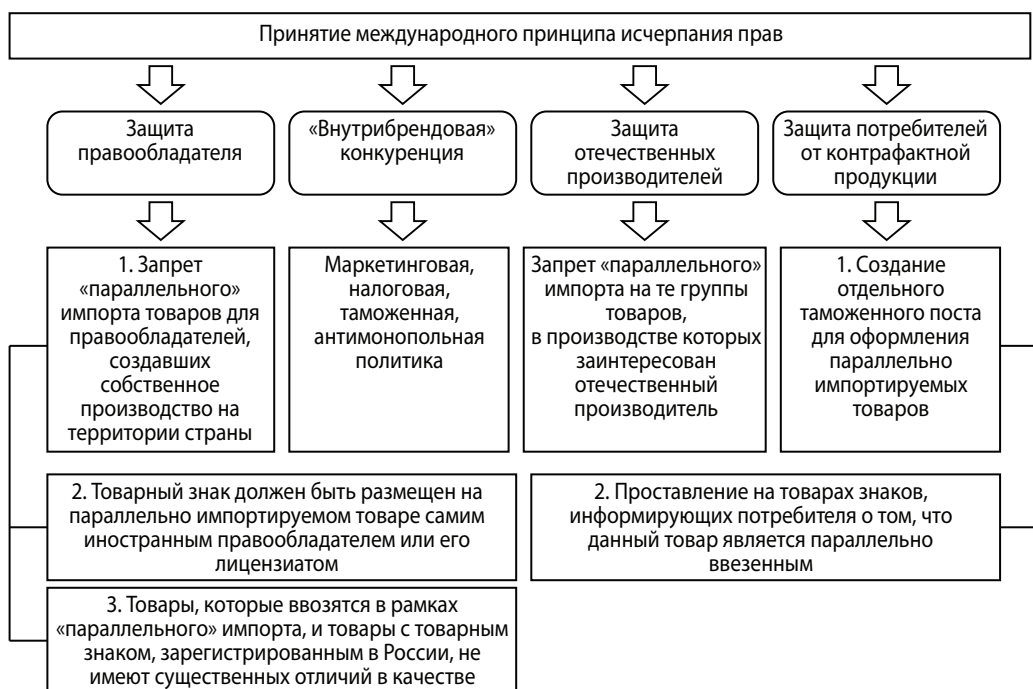 Принятие международного принципа исчерпания прав
Защита
правообладателя
«Внутрибрендовая»
конкуренция
Защита
отечественных
производителей
Защита потребителей
от контрафактной
продукции
1. Запрет
«параллельного»
импорта товаров для
правообладателей,
создавших
собственное
производство на
территории страны
Маркетинговая,
налоговая,
таможенная,
антимонопольная
политика
Запрет «параллельного»
импорта на те группы
товаров,
в производстве которых
заинтересован
отечественный
производитель
1. Создание
отдельного
таможенного поста
для оформления
параллельно
импортируемых
товаров
2. Товарный знак должен быть размещен на
параллельно импортируемом товаре самим
иностранным правообладателем или его
лицензиатом
2. Проставление на товарах знаков,
информирующих потребителя о том, что
данный товар является параллельно
ввезенным
3. Товары, которые ввозятся в рамках
«параллельного» импорта, и товары с товарным
знаком, зарегистрированным в России, не
имеют существенных отличий в качестве